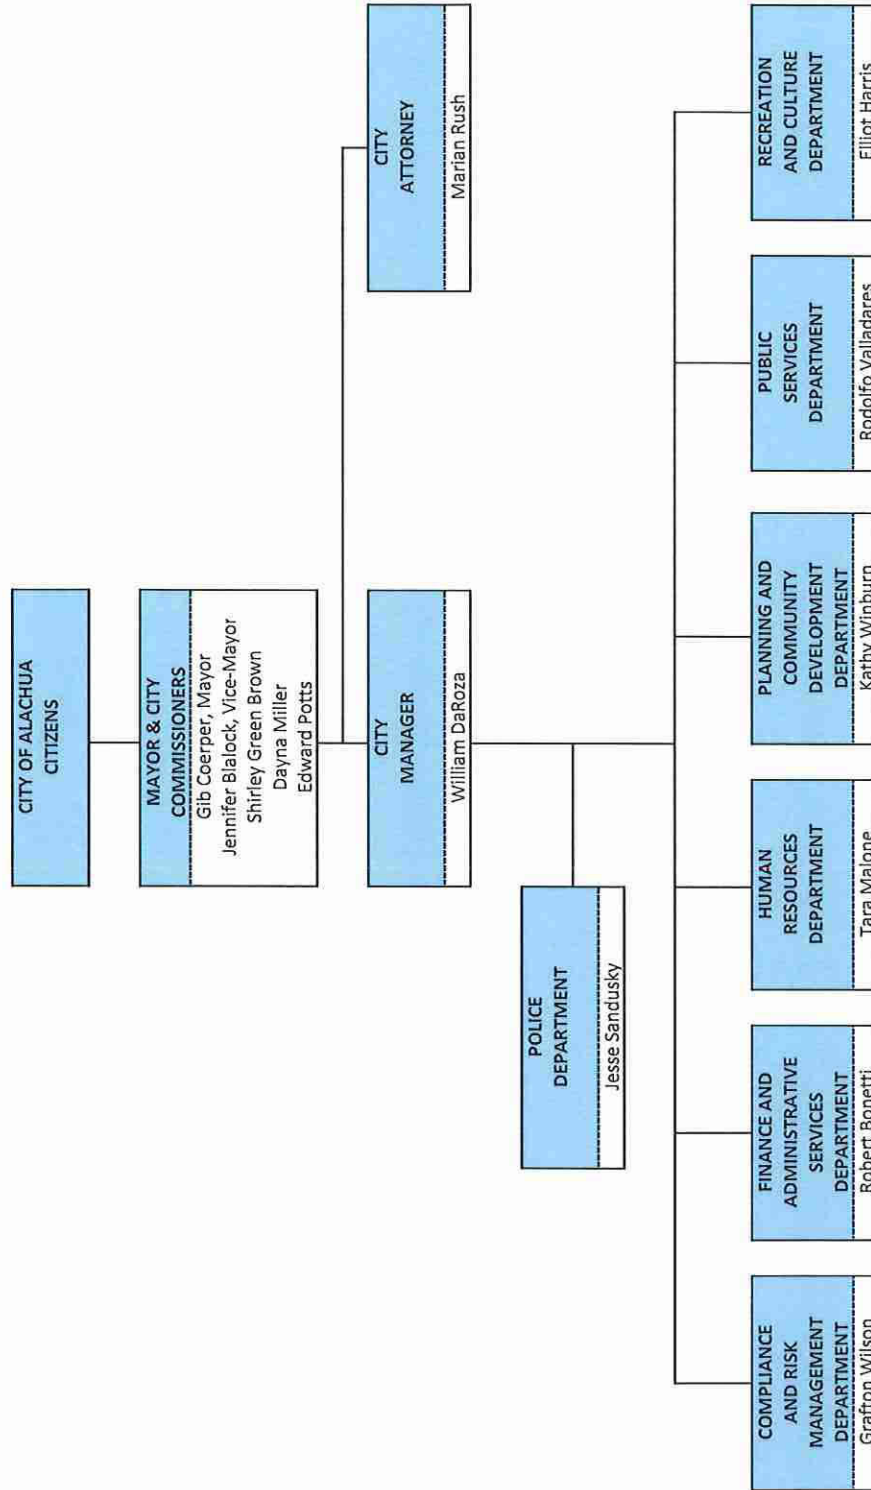 CITY OF ALACHUA
CITIZENS
MAYOR & CITY
COMMISSIONERS
Gib Coerper, Mayor
Jennifer Blalock, Vice-Mayor
Shirley Green Brown
Dayna Miller
Edward Potts
CITY
MANAGER
William DaRoza
CITY
ATTORNEY
Marian Rush
POLICE
DEPARTMENT
Jesse Sandusky
COMPLIANCE
AND RISK
MANAGEMENT
DEPARTMENT
Grafton Wilson
FINANCE AND
ADMINISTRATIVE
SERVICES
DEPARTMENT
Robert Bonetti
HUMAN
RESOURCES
DEPARTMENT
Tara Malone
PLANNING AND
COMMUNITY
DEVELOPMENT
DEPARTMENT
Kathy Winburn
PUBLIC
SERVICES
DEPARTMENT
Rodolfo Valladares
RECREATION
AND CULTURE
DEPARTMENT
Elliot Harris